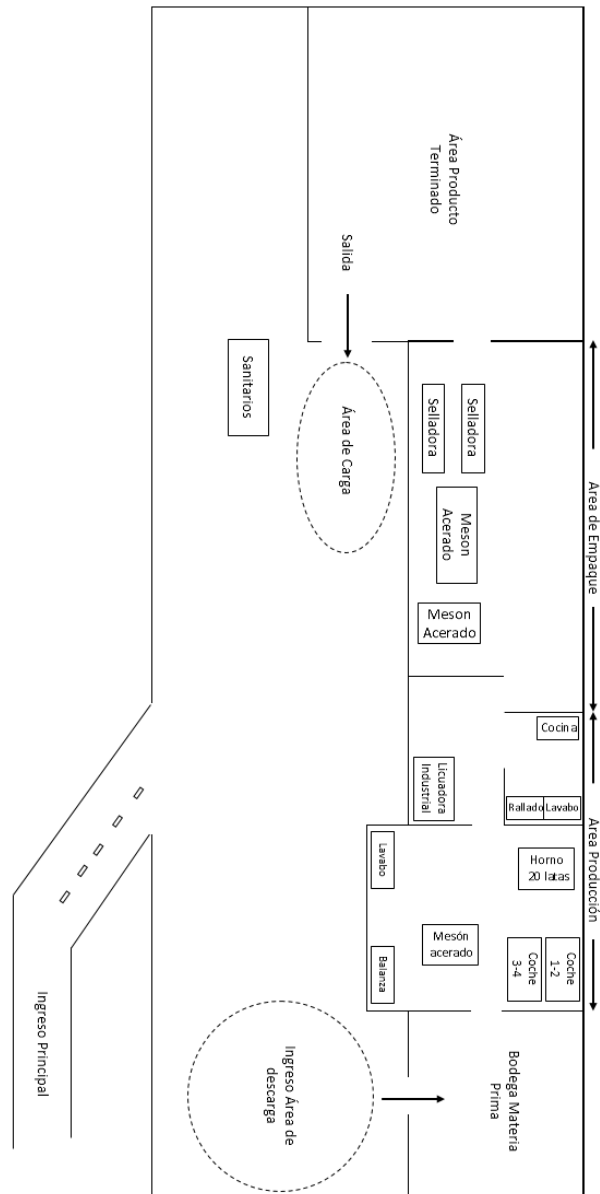 Área Producto
Terminado
Salida
Sanitarios
Área de Carga
Selladora
Selladora
Meson
Acerado
Meson
Acerado
Área de Empaque
Cocina
Licuadora
Industrial
Rallado
Lavabo
Área Producción
Lavabo
Horno
20 latas
Mesón
acerado
Balanza
Coche
3-4
Coche
1-2
Ingreso Principal
Ingreso Área de
descarga
Bodega Materia
Prima